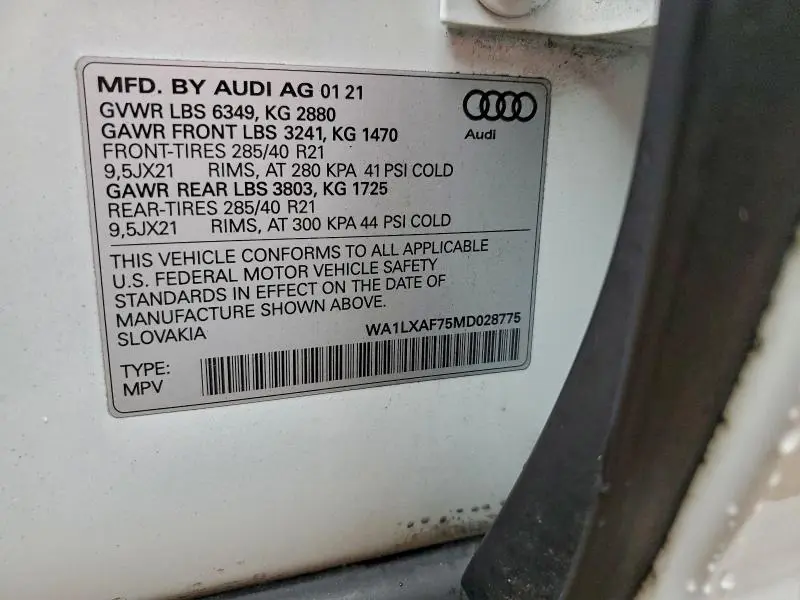 MFD. BY AUDI AG 01 21
GVWR LBS 6349, KG 2880
GAWR FRONT LBS 3241, KG 1470
FRONT-TIRES 285/40 R21
9,5JX21 RIMS, AT 280 KPA 41 PSI COLD
GAWR REAR LBS 3803, KG 1725
REAR-TIRES 285/40 R21
9,5JX21 RIMS, AT 300 KPA 44 PSI COLD
Audi
THIS VEHICLE CONFORMS TO ALL APPLICABLE
U.S. FEDERAL MOTOR VEHICLE SAFETY
STANDARDS IN EFFECT ON THE DATE OF
MANUFACTURE SHOWN ABOVE.
SLOVAKIA WA1LXAF75MD028775
TYPE:
MPV